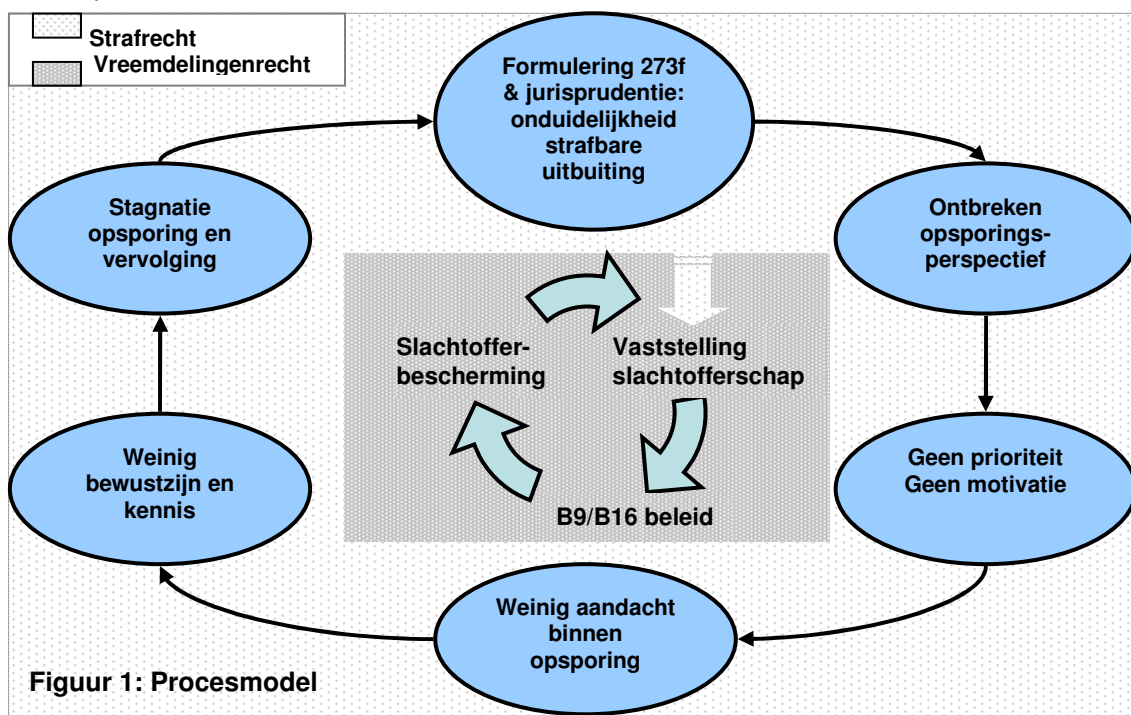 Strafrecht
Vreemdelingenrecht
Formulering 273f
& jurisprudentie:
onduidelijkheid
strafbare
uitbuiting
Ontbreken
opsporings-
perspectief
Geen prioriteit
Geen motivatie
Weinig aandacht
binnen
opsporing
Weinig
bewustzijn en
kennis
Stagnatie
opsporing en
vervolging
Slachtoffer-
bescherming
Vaststelling
slachtofferschap
B9/B16 beleid
Figuur 1: Procesmodel